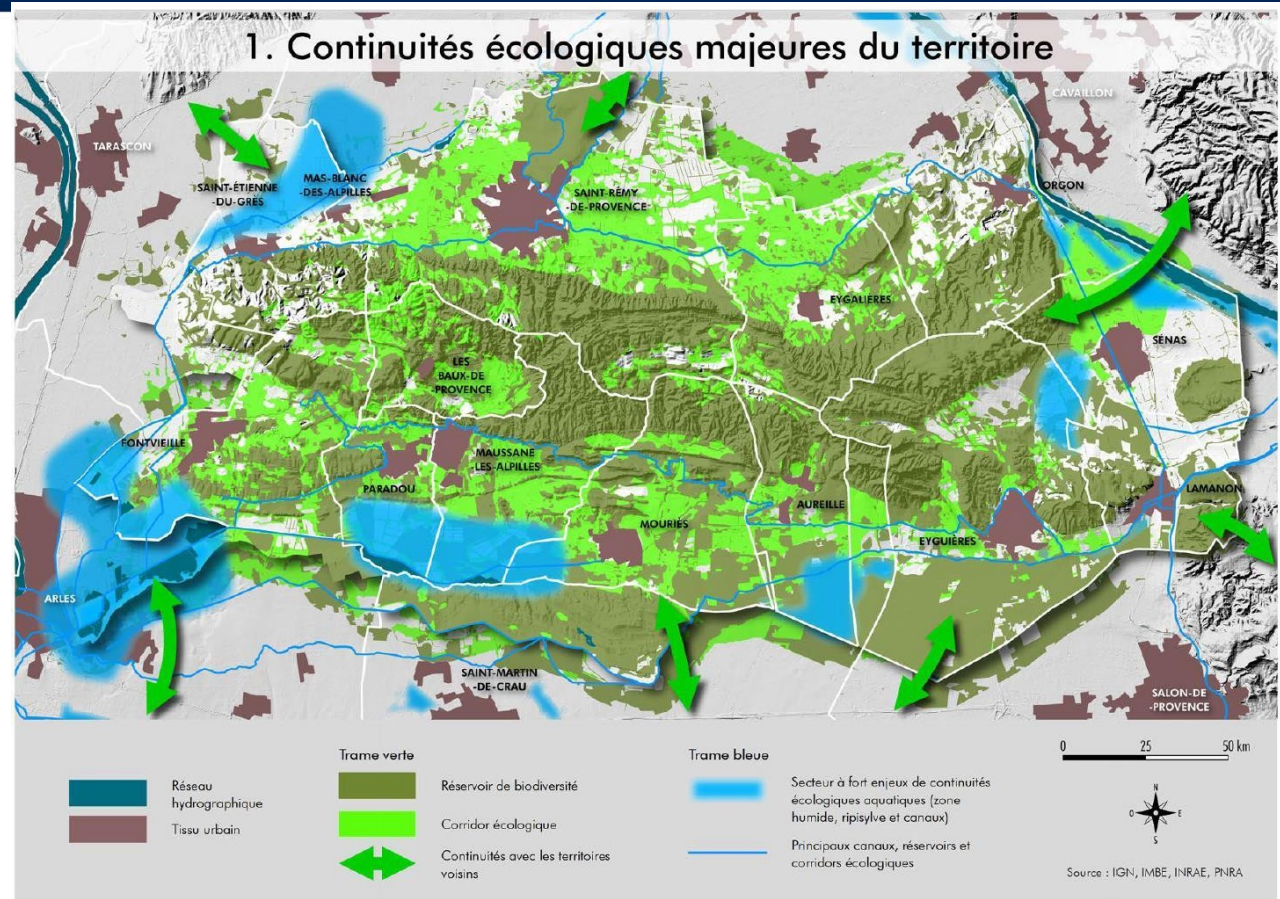 1. Continuités écologiques majeures du territoire
CAVAILLON
TARASCON
SAINT-ÉTIENNE
-DU-GRÈS
MAS-BLANC
-DES-ALPILLES
SAINT-RÉMY
-DE-PROVENCE
ORGON
EYGALIÈRES
SÉNAS
LES
BAUX-DE
-PROVENCE
FONTVIEILLE
MAUSSANE
-LES-ALPILLES
PARADOU
MOURIÈS
AUREILLE
EYGUIÈRES
LAMANON
ARLES
SAINT-MARTIN
-DE-CRAU
SALON-DE
-PROVENCE
Réseau
hydrographique
Tissu urbain
Trame verte
Réservoir de biodiversité
Corridor écologique
Continuités avec les territoires
voisins
Trame bleue
Secteur à fort enjeux de continuités
écologiques aquatiques (zone
humide, ripisylve et canaux)
Principaux canaux, réservoirs et
corridors écologiques
0 25 50 km
N
O E
S
Source : IGN, IMBE, INRAE, PNRA